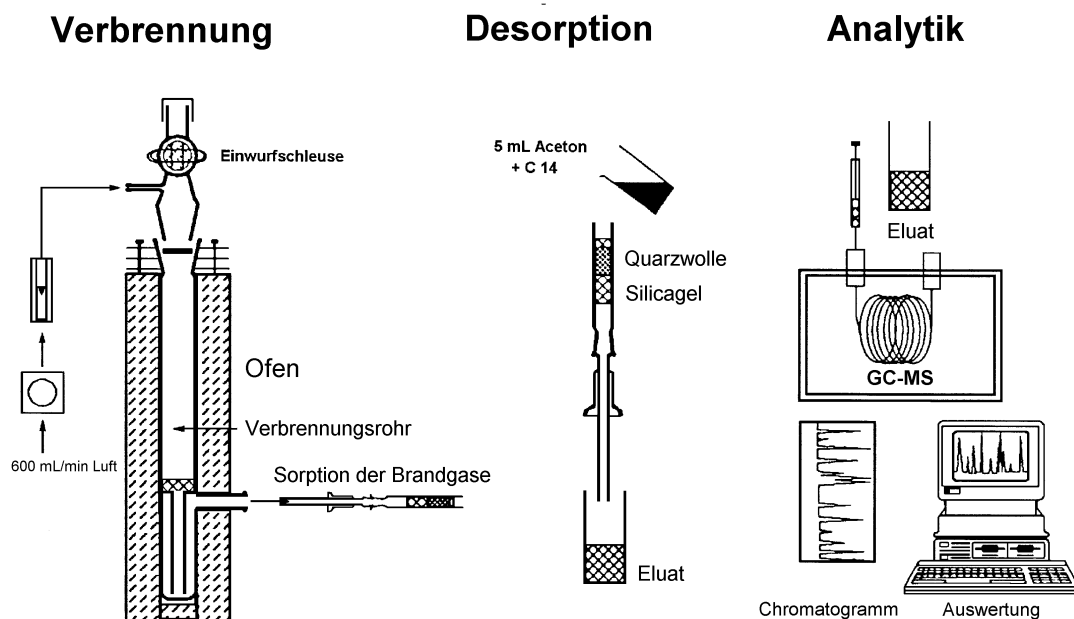 Verbrennung
Desorption
Analytik
Einwurfschleuse
600 mL/min Luft
Ofen
Verbrennungsrohr
Sorption der Brandgase
5 mL Aceton
+ C 14
Quarzwolle
Silicagel
Eluat
Eluat
GC-MS
Chromatogramm
Auswertung